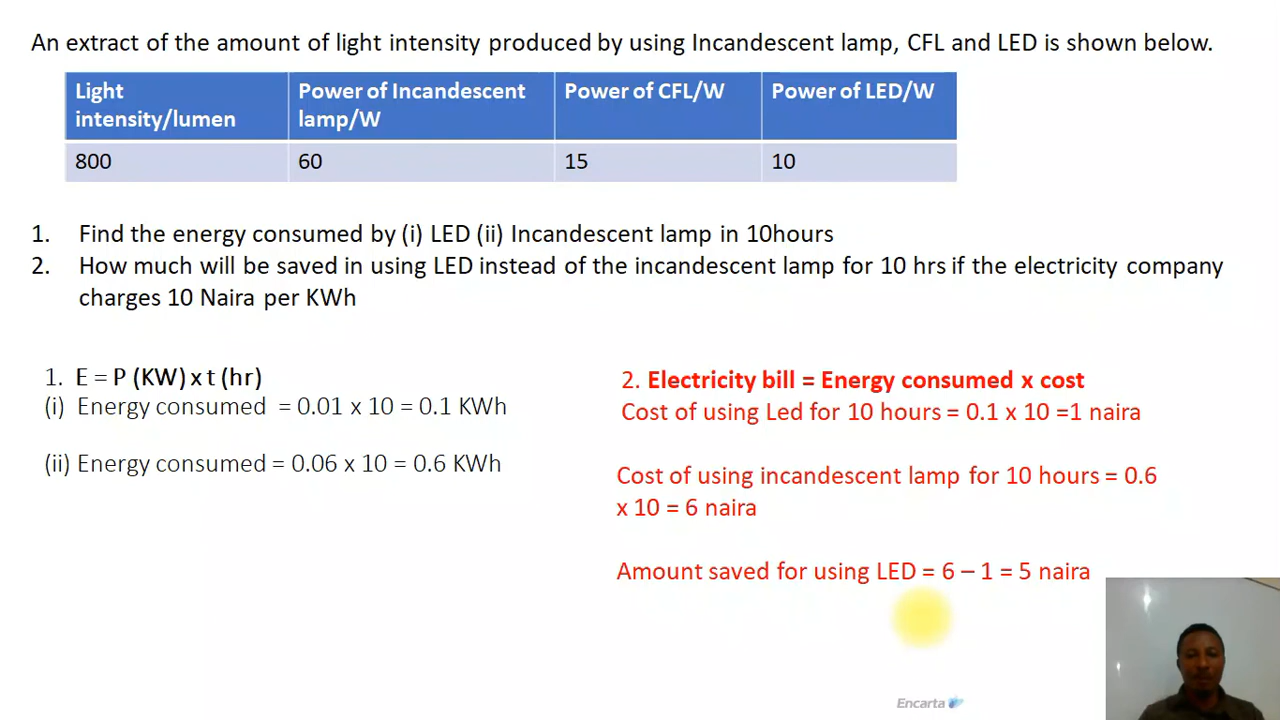 An extract of the amount of light intensity produced by using Incandescent lamp, CFL and LED is shown below.
Light intensity/lumen
Power of Incandescent lamp/W
Power of CFL/W
Power of LED/W
800
60
15
10
1. Find the energy consumed by (i) LED (ii) Incandescent lamp in 10hours
2. How much will be saved in using LED instead of the incandescent lamp for 10 hrs if the electricity company
charges 10 Naira per KWh
1. E = P (KW) x t (hr)
(i) Energy consumed = 0.01 x 10 = 0.1 KWh
(ii) Energy consumed = 0.06 x 10 = 0.6 KWh
2. Electricity bill = Energy consumed x cost
Cost of using Led for 10 hours = 0.1 x 10 =1 naira
Cost of using incandescent lamp for 10 hours = 0.6
x 10 = 6 naira
Amount saved for using LED = 6 – 1 = 5 naira
Encarta